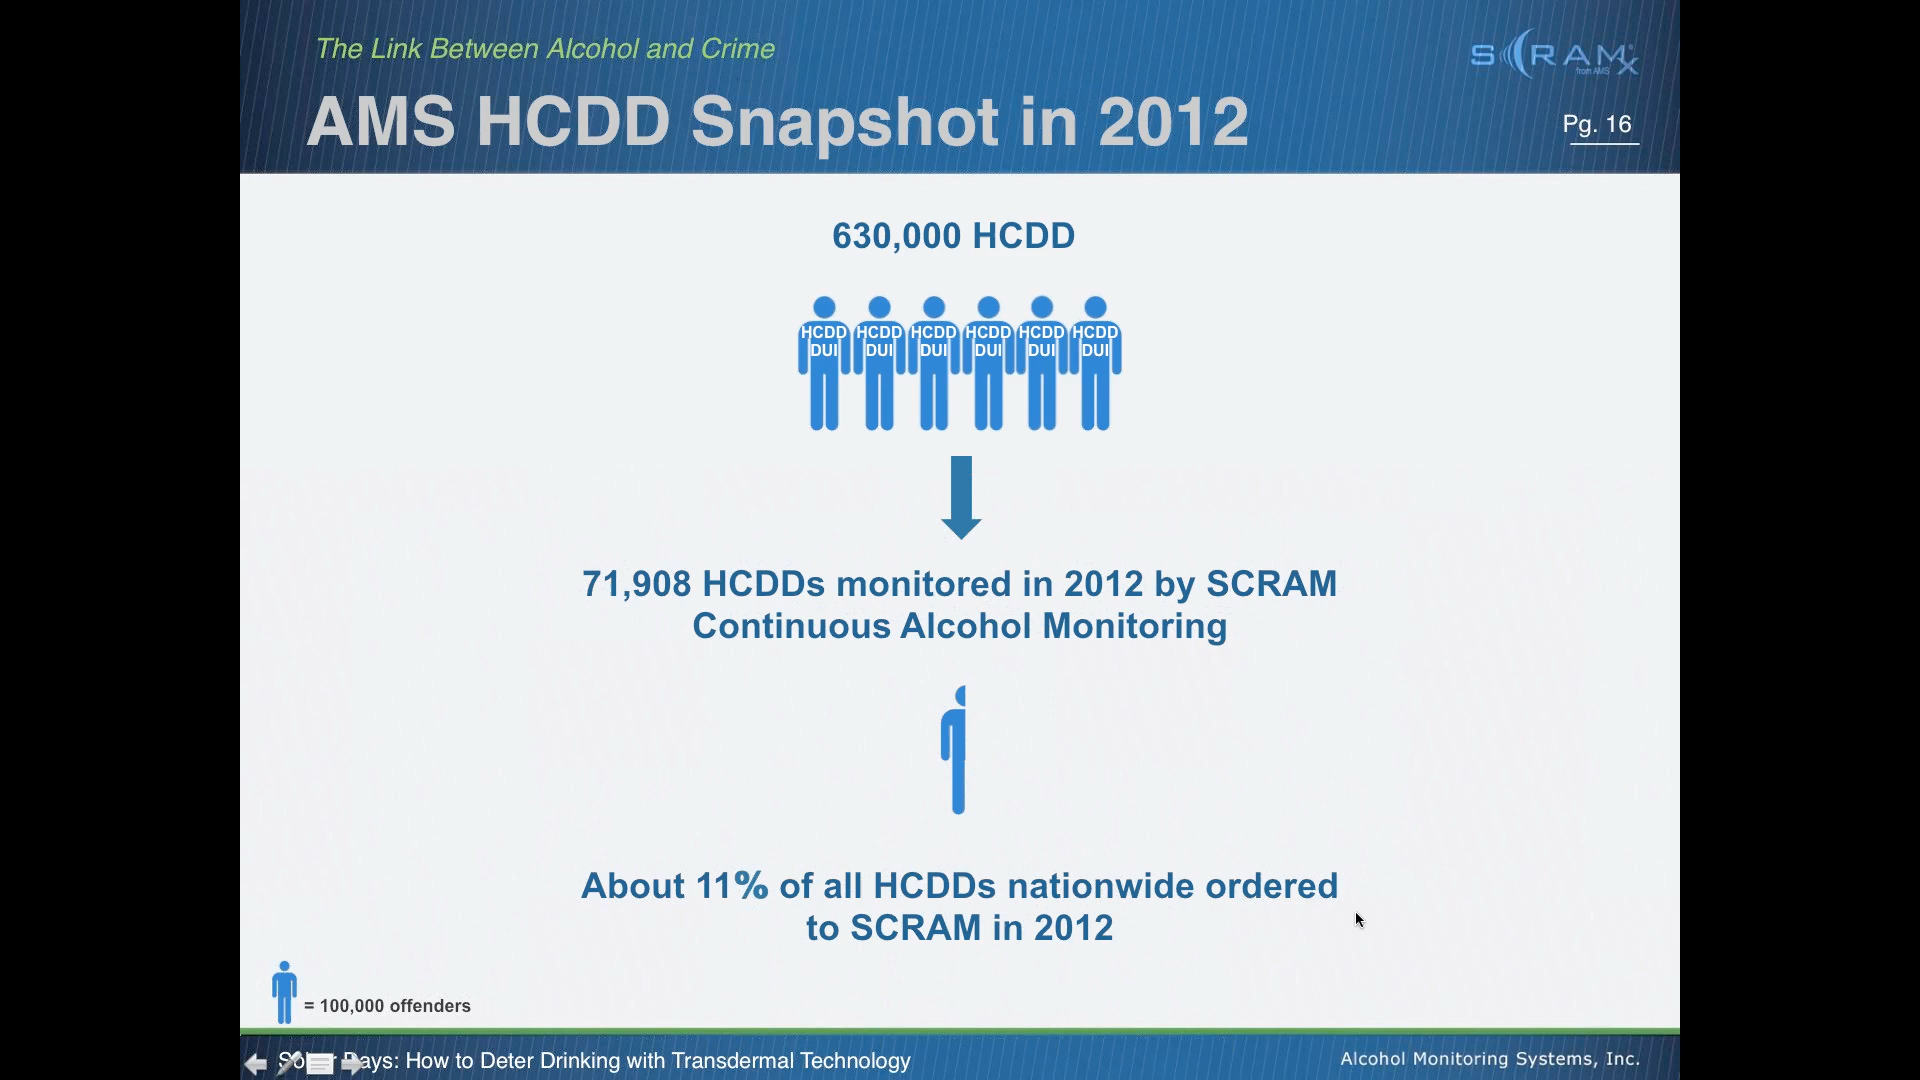 The Link Between Alcohol and Crime
SCRAMx
from AMS
AMS HCDD Snapshot in 2012
Pg. 16
630,000 HCDD
HCDD HCDD HCDD HCDD HCDD HCDD
DUI DUI DUI DUI DUI DUI
71,908 HCDDs monitored in 2012 by SCRAM
Continuous Alcohol Monitoring
About 11% of all HCDDs nationwide ordered
to SCRAM in 2012
= 100,000 offenders
Days: How to Deter Drinking with Transdermal Technology
Alcohol Monitoring Systems, Inc.